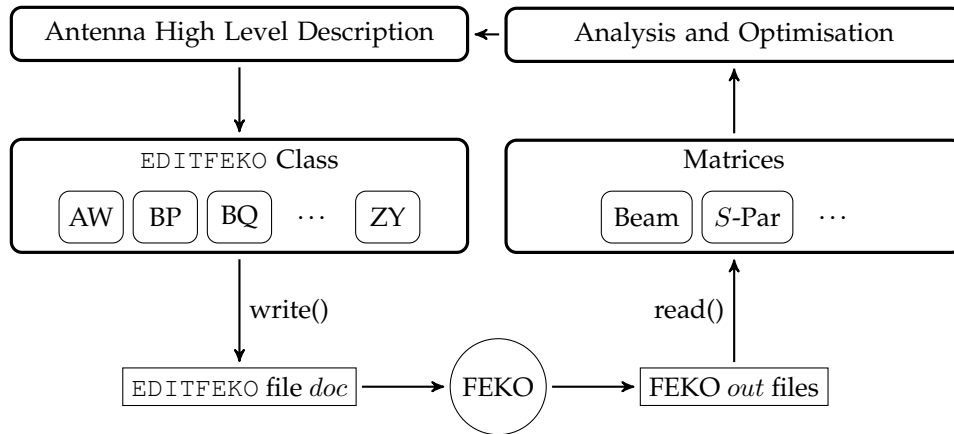 Antenna High Level Description
Analysis and Optimisation
EDITFEKO Class
AW BP BQ ... ZY
Matrices
Beam S-Par ...
write()
read()
EDITFEKO file doc
FEKO
FEKO out files